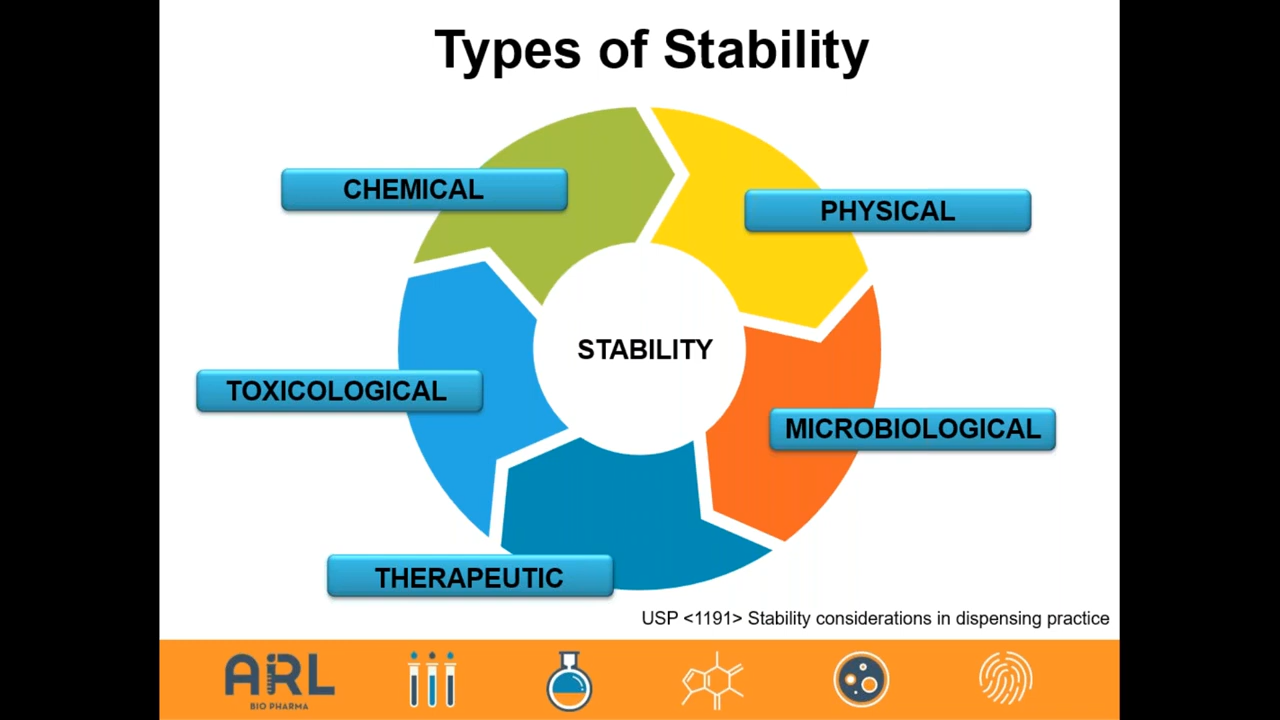 Types of Stability
CHEMICAL
PHYSICAL
STABILITY
TOXICOLOGICAL
MICROBIOLOGICAL
THERAPEUTIC
USP <1191> Stability considerations in dispensing practice
ARL
BIO PHARMA